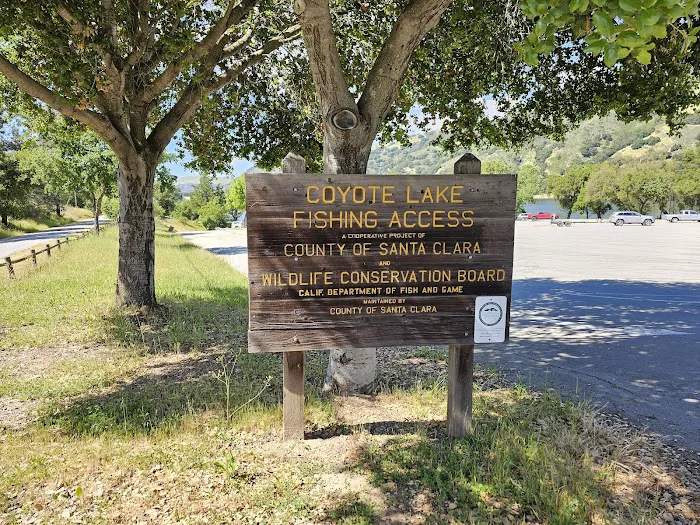 COYOTE LAKE
FISHING ACCESS
A COOPERATIVE PROJECT OF
COUNTY OF SANTA CLARA
AND
WILDLIFE CONSERVATION BOARD
CALIF. DEPARTMENT OF FISH AND GAME
MAINTAINED BY
COUNTY OF SANTA CLARA